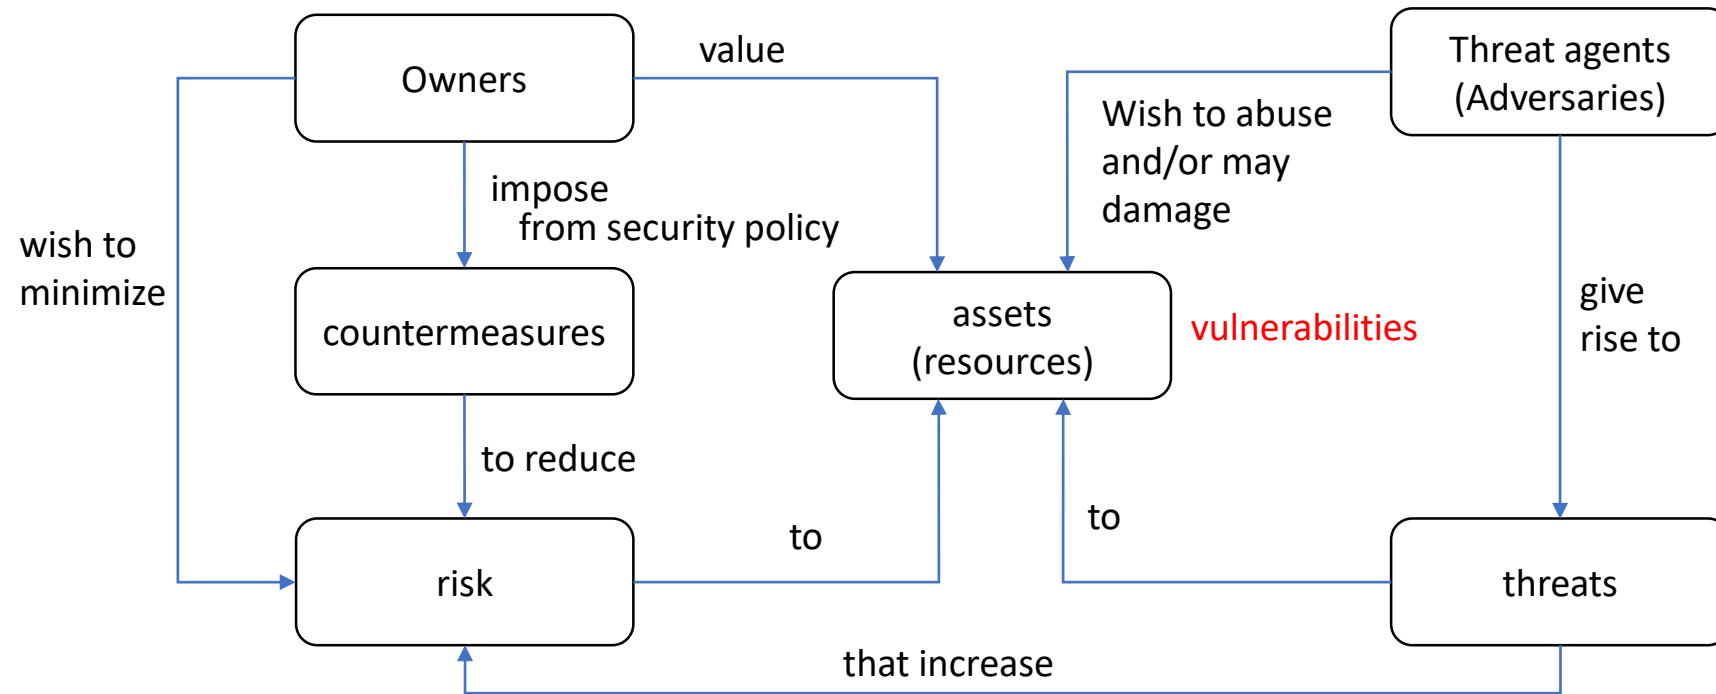 Owners
value
Threat agents
(Adversaries)
Wish to abuse
and/or may
damage
impose
from security policy
wish to
minimize
countermeasures
assets
(resources)
vulnerabilities
give
rise to
to reduce
to
to
risk
threats
that increase